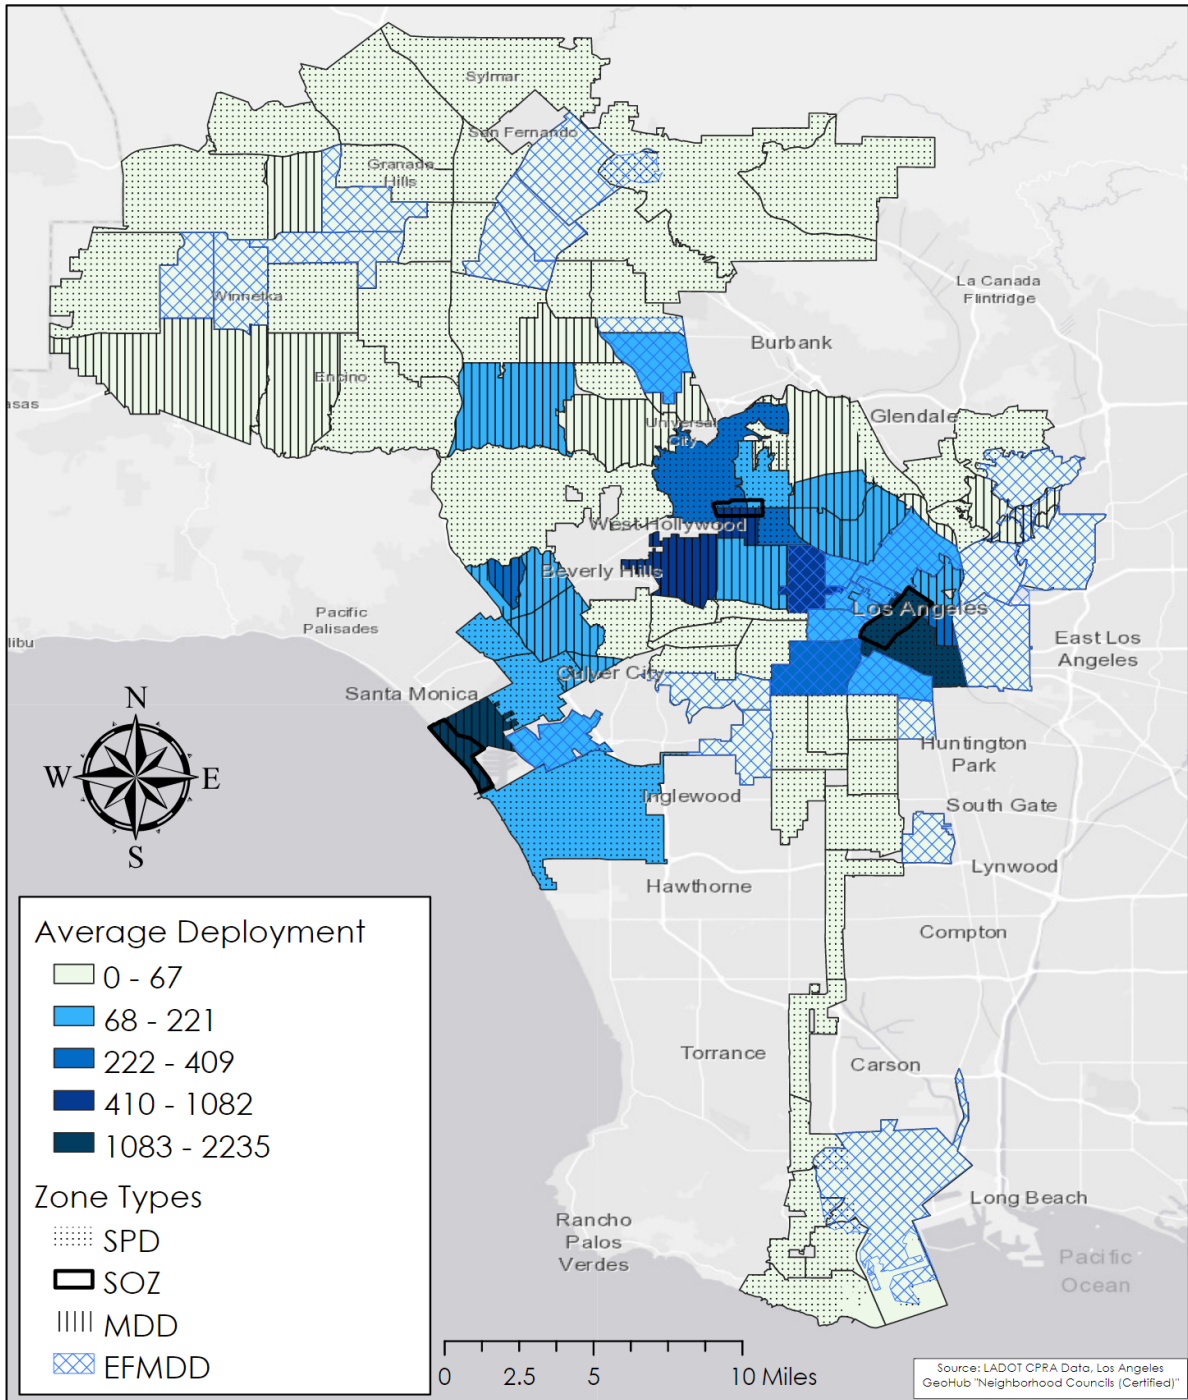 Sylmar
San Fernando
Granada
Hills
Winnetka
La Canada
Flintridge
Burbank
Encino
asas
Glendale
Universal
City
West Hollywood
Beverly Hills
Los Angeles
Pacific
Palisades
libu
East Los
Angeles
Culver City
Santa Monica
Huntington
Park
Inglewood
South Gate
Lynwood
Hawthorne
Compton
Torrance
Carson
Long Beach
Rancho
Palos
Verdes
Pacific
Ocean
N
W
E
S
Average Deployment
0 - 67
68 - 221
222 - 409
410 - 1082
1083 - 2235
Zone Types
SPD
SOZ
MDD
EFMDD
0 2.5 5 10 Miles
Source: LADOT CPRA Data, Los Angeles
GeoHub "Neighborhood Councils (Certified)"